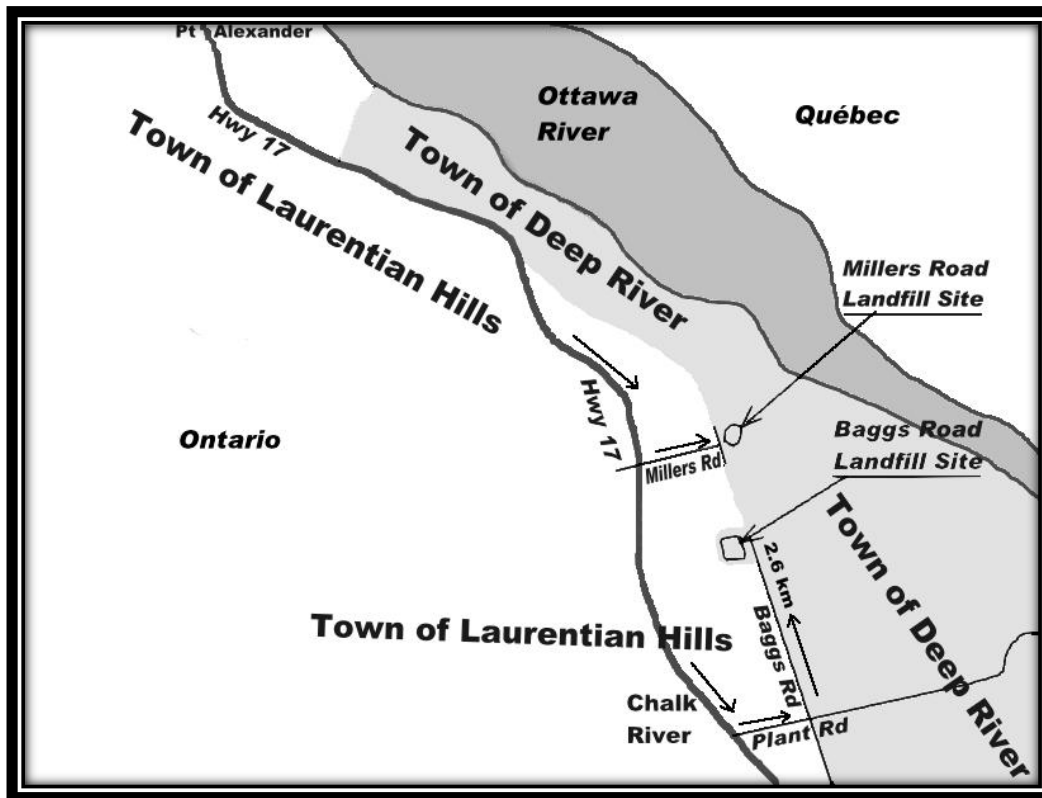 Pt Alexander
Hwy 17
Town of Laurentian Hills
Ottawa
River
Québec
Town of Deep River
Millers Road
Landfill Site
Hwy 17
Ontario
Millers Rd
Baggs Road
Landfill Site
2.6 km
Baggs Rd
Town of Deep River
Town of Laurentian Hills
Chalk
River
Plant Rd